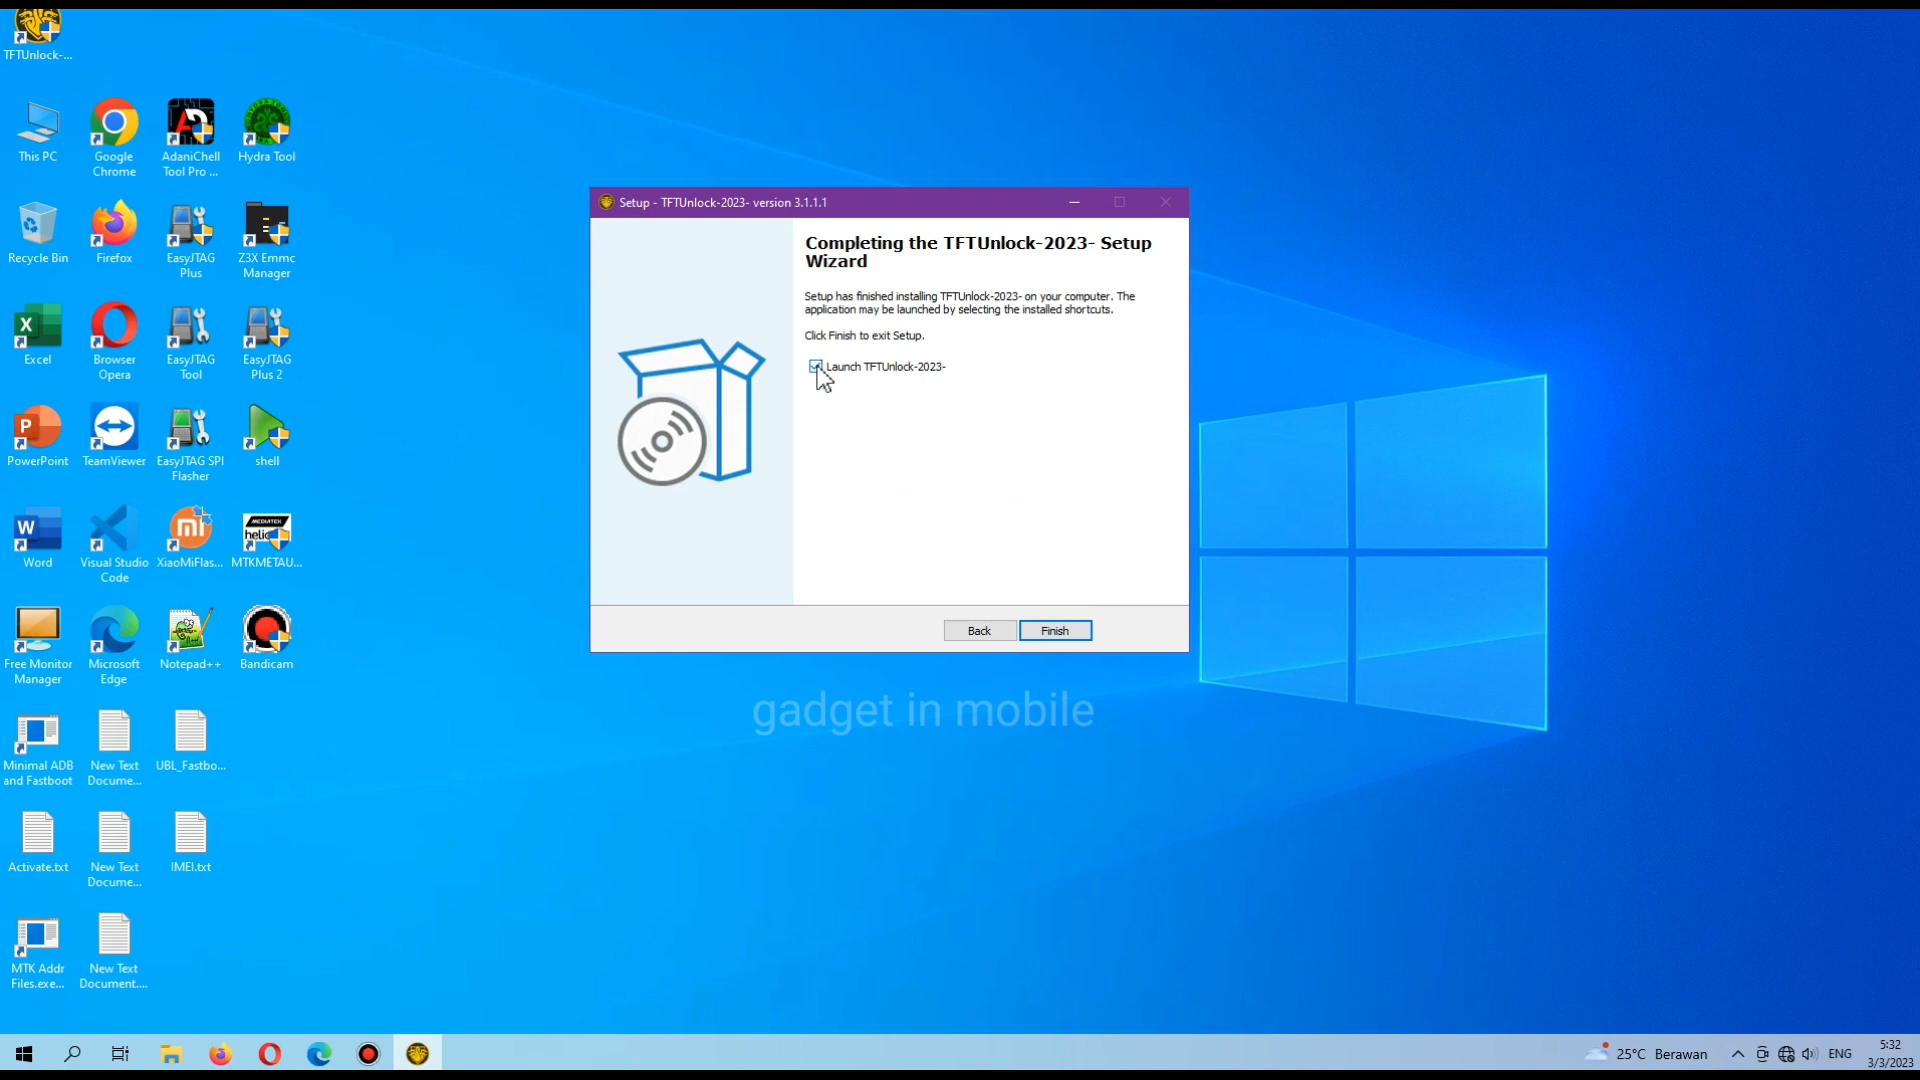 TFTUnlock-...
This PC
Google
Chrome
AdaniChell
Tool Pro ...
Hydra Tool
Recycle Bin
Firefox
EasyJTAG
Plus
Z3X Emmc
Manager
Excel
Browser
Opera
EasyJTAG
Tool
EasyJTAG
Plus 2
PowerPoint
TeamViewer
EasyJTAG SPI
Flasher
shell
Word
Visual Studio
Code
XiaoMiFlas...
MEDIATEK
helio
MTKMETAU...
Free Monitor
Manager
Microsoft
Edge
Notepad++
Bandicam
Minimal ADB
and Fastboot
New Text
Docume...
UBL_Fastbo...
Activate.txt
New Text
Docume...
IMEI.txt
MTK Addr
Files.exe...
New Text
Document....
Setup - TFTUnlock-2023- version 3.1.1.1
Completing the TFTUnlock-2023- Setup
Wizard
Setup has finished installing TFTUnlock-2023- on your computer. The
application may be launched by selecting the installed shortcuts.
Click Finish to exit Setup.
Launch TFTUnlock-2023-
Back
Finish
gadget in mobile
25°C Berawan
ENG
5:32
3/3/2023